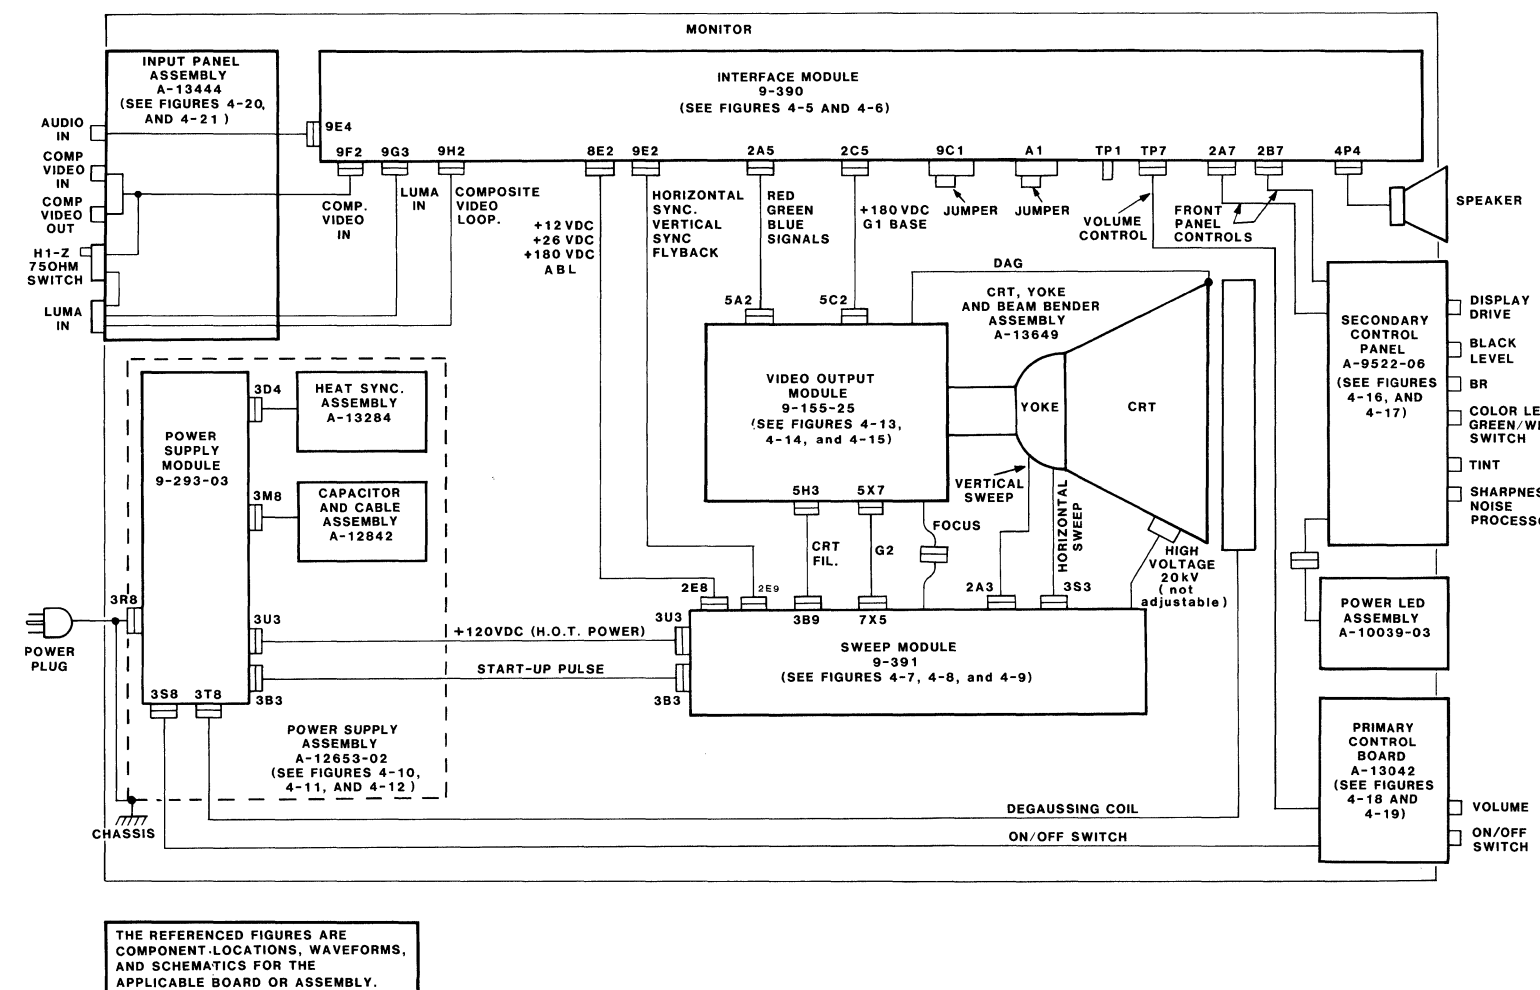 MONITOR
INPUT PANEL
ASSEMBLY
A-13444
(SEE FIGURES 4-20,
AND 4-21)
INTERFACE MODULE
9-390
(SEE FIGURES 4-5 AND 4-6)
AUDIO
IN
COMP
VIDEO
IN
COMP
VIDEO
OUT
H1-Z
75OHM
SWITCH
LUMA
IN
9E4
9F2
9G3
9H2
8E2
9E2
2A5
2C5
9C1
A1
TP1
TP7
2A7
2B7
4P4
COMP.
VIDEO
IN
LUMA
IN
COMPOSITE
VIDEO
LOOP.
+12VDC
+26 VDC
+180 VDC
ABL
HORIZONTAL
SYNC.
VERTICAL
SYNC
FLYBACK
RED
GREEN
BLUE
SIGNALS
+180VDC
G1 BASE
JUMPER
JUMPER
VOLUME
CONTROL
FRONT
PANEL
CONTROLS
SPEAKER
DAG
5A2
5C2
CRT, YOKE
AND BEAM BENDER
ASSEMBLY
A-13649
VIDEO OUTPUT
MODULE
9-155-25
(SEE FIGURES 4-13,
4-14, and 4-15)
YOKE
CRT
5H3
5X7
VERTICAL
SWEEP
HORIZONTAL
SWEEP
FOCUS
CRT
FIL.
G2
HIGH
VOLTAGE
20kV
(not
adjustable)
SECONDARY
CONTROL
PANEL
A-9522-06
(SEE FIGURES
4-16, AND
4-17)
DISPLAY
DRIVE
BLACK
LEVEL
BR
COLOR LE
GREEN/W
SWITCH
TINT
SHARPNES
NOISE
PROCESSO
3D4
HEAT SYNC.
ASSEMBLY
A-13284
POWER
SUPPLY
MODULE
9-293-03
3M8
CAPACITOR
AND CABLE
ASSEMBLY
A-12842
3R8
POWER
PLUG
3U3
+120VDC (H.O.T. POWER)
3U3
START-UP PULSE
3B3
3B3
3S8
3T8
2E8
2E9
3B9
7X5
2A3
3S3
SWEEP MODULE
9-391
(SEE FIGURES 4-7, 4-8, and 4-9)
POWER LED
ASSEMBLY
A-10039-03
POWER SUPPLY
ASSEMBLY
A-12653-02
(SEE FIGURES 4-10,
4-11, AND 4-12)
CHASSIS
DEGAUSSING COIL
ON/OFF SWITCH
PRIMARY
CONTROL
BOARD
A-13042
(SEE FIGURES
4-18 AND
4-19)
VOLUME
ON/OFF
SWITCH
THE REFERENCED FIGURES ARE
COMPONENT LOCATIONS, WAVEFORMS,
AND SCHEMATICS FOR THE
APPLICABLE BOARD OR ASSEMBLY.